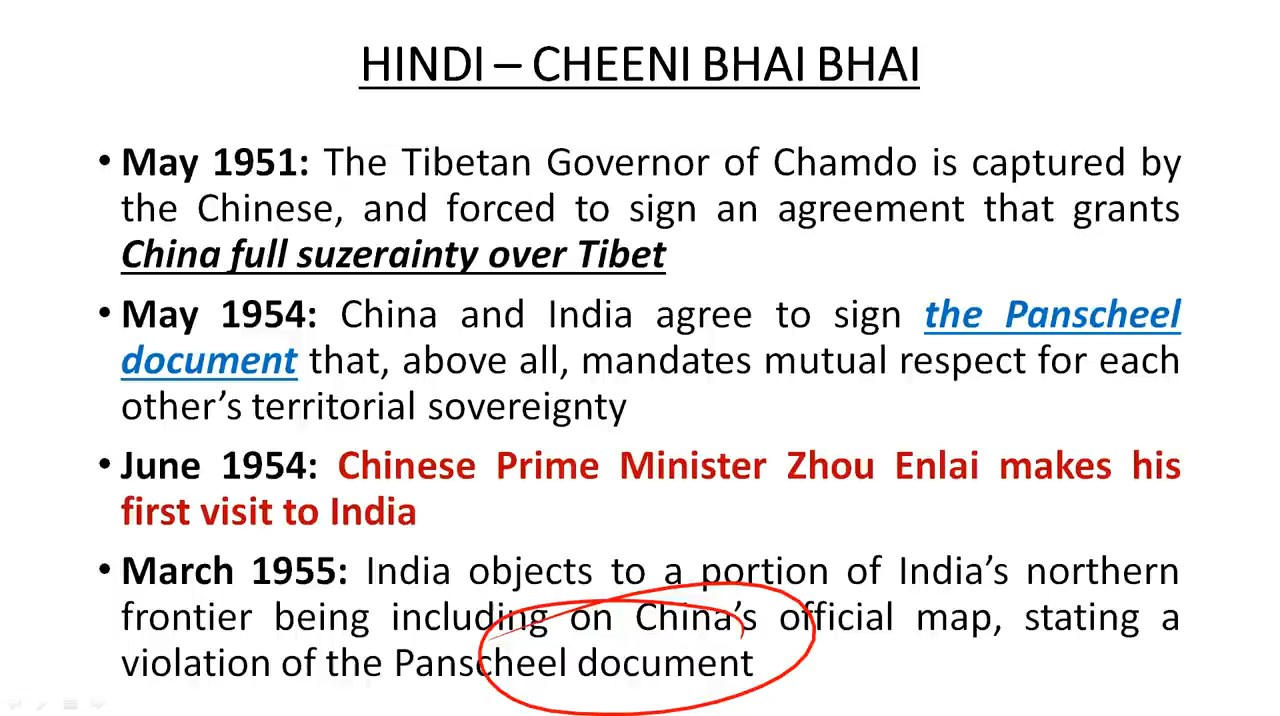 HINDI – CHEENI BHAI BHAI
• May 1951: The Tibetan Governor of Chamdo is captured by
the Chinese, and forced to sign an agreement that grants
China full suzerainty over Tibet
• May 1954: China and India agree to sign the Panscheel
document that, above all, mandates mutual respect for each
other’s territorial sovereignty
• June 1954: Chinese Prime Minister Zhou Enlai makes his
first visit to India
• March 1955: India objects to a portion of India’s northern
frontier being including on China’s official map, stating a
violation of the Panscheel document